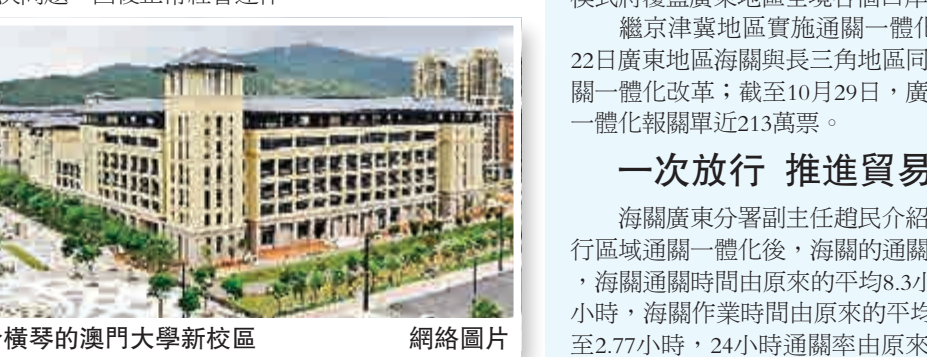 橫琴的澳門大學新校區
網絡圖片
繼京津冀地區實施通關一體化
22日廣東地區海關與長三角地區同
關一體化改革；截至10月29日，廣
一體化報關單近213萬票。
一次放行 推進貿易
海關廣東分署副主任趙民介紹
行區域通關一體化後，海關的通關
，海關通關時間由原來的平均8.3小
小時，海關作業時間由原來的平均
至2.77小時，24小時通關率由原來